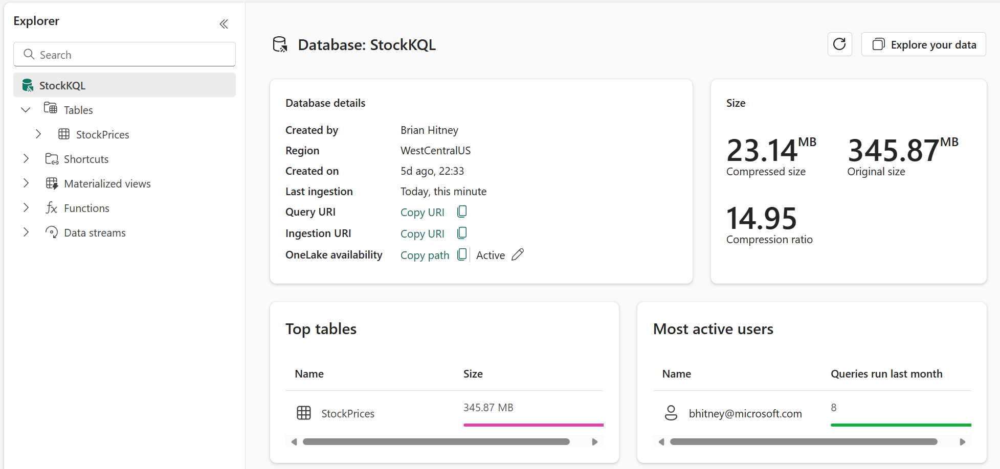 Explorer
Search
StockKQL
Tables
StockPrices
Shortcuts
Materialized views
Functions
Data streams
Database: StockKQL
Explore your data
Database details
Created by Brian Hitney
Region WestCentralUS
Created on 5d ago, 22:33
Last ingestion Today, this minute
Query URI Copy URI
Ingestion URI Copy URI
OneLake availability Copy path Active
Size
23.14 MB 345.87 MB
Compressed size Original size
14.95
Compression ratio
Top tables
Name Size
StockPrices 345.87 MB
Most active users
Name Queries run last month
bhitney@microsoft.com 8